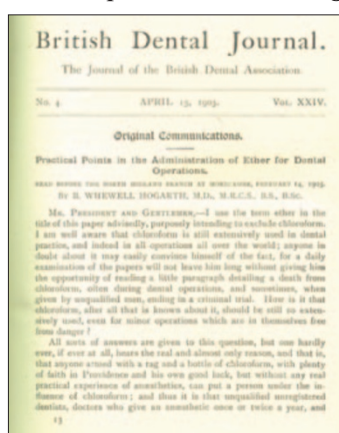 British Dental Journal.
The Journal of the British Dental Association.
No. 4. APRIL 15, 1903. VOL. XXIV.
Original Communications.
Practical Points in the Administration of Ether for Dental
Operations.
READ BEFORE THE NORTH MIDLAND BRANCH AT FEBRUARY 14, 1903.
BY R. WHEWELL HOGARTH, M.D., M.R.C.S., B.S., B.Sc.
MR. PRESIDENT AND GENTLEMEN,—I use the term ether in the
title of this paper advisedly, purposely intending to exclude chloroform.
I am well aware that chloroform is still extensively used in dental
practice, and indeed in all operations all over the world; anyone in
doubt about it may easily convince himself of the fact, for a daily
examination of the papers will not leave him long without giving him
the opportunity of reading a little paragraph detailing a death from
chloroform, often during dental operations, and sometimes, when
given by unqualified men, ending in a criminal trial. How is it that
chloroform, after all that is known about it, should be still so exten-
sively used, even for minor operations which are in themselves free
from danger?
All sorts of answers are given to this question, but one hardly
ever, if ever at all, hears the real and almost only reason, and that is,
that anyone armed with a rag and a bottle of chloroform, with plenty
of faith in Providence and his own good luck, but without any real
practical experience of anæsthetics, can put a person under the in-
fluence of chloroform; and thus it is that unqualified unregistered
dentists, doctors who give an anæsthetic once or twice a year, and
13